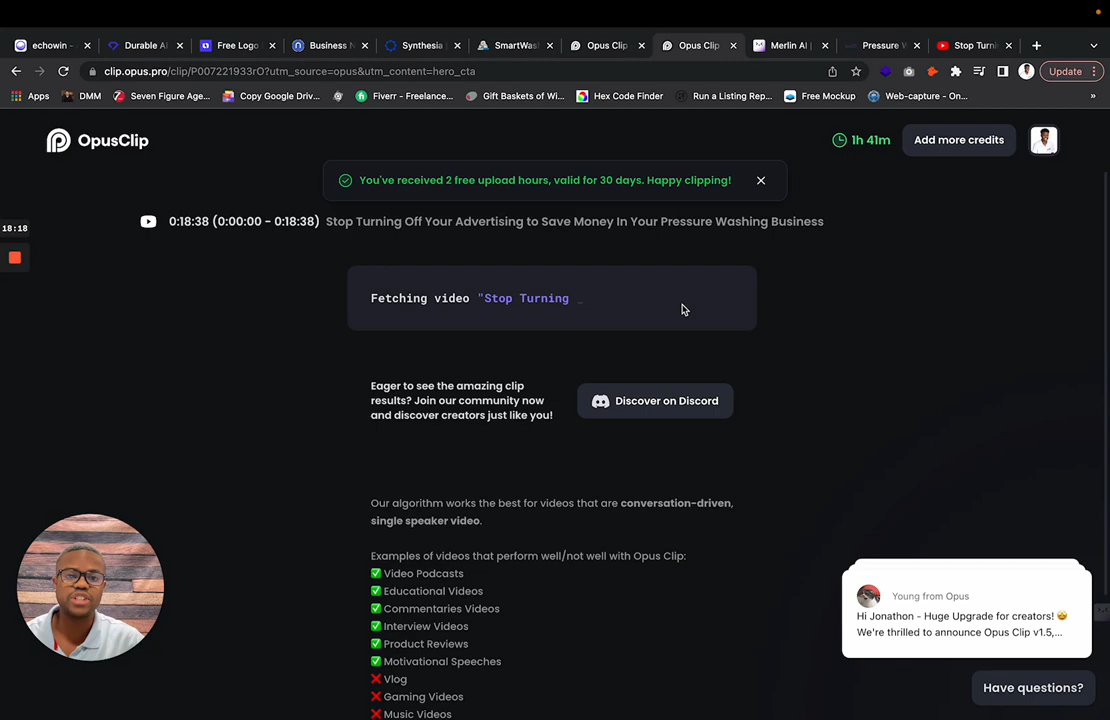 echowin -
Durable AI
Free Logo
Business N
Synthesia
SmartWas
Opus Clip
Opus Clip
Merlin AI |
Pressure W
Stop Turni
clip.opus.pro/clip/P007221933rO?utm_source=opus&utm_content=hero_cta
Update
Apps
DMM
Seven Figure Age...
Copy Google Driv...
Fiverr - Freelance...
Gift Baskets of Wi...
Hex Code Finder
Run a Listing Rep...
Free Mockup
Web-capture - On...
»
OpusClip
1h 41m
Add more credits
You've received 2 free upload hours, valid for 30 days. Happy clipping!
0:18:38 (0:00:00 - 0:18:38) Stop Turning Off Your Advertising to Save Money In Your Pressure Washing Business
18:18
Fetching video "Stop Turning _
Eager to see the amazing clip
results? Join our community now
and discover creators just like you!
Discover on Discord
Our algorithm works the best for videos that are conversation-driven,
single speaker video.
Examples of videos that perform well/not well with Opus Clip:
✅ Video Podcasts
✅ Educational Videos
✅ Commentaries Videos
✅ Interview Videos
✅ Product Reviews
✅ Motivational Speeches
❌ Vlog
❌ Gaming Videos
❌ Music Videos
Young from Opus
Hi Jonathon - Huge Upgrade for creators! 🤩
We're thrilled to announce Opus Clip v1.5,...
Have questions?